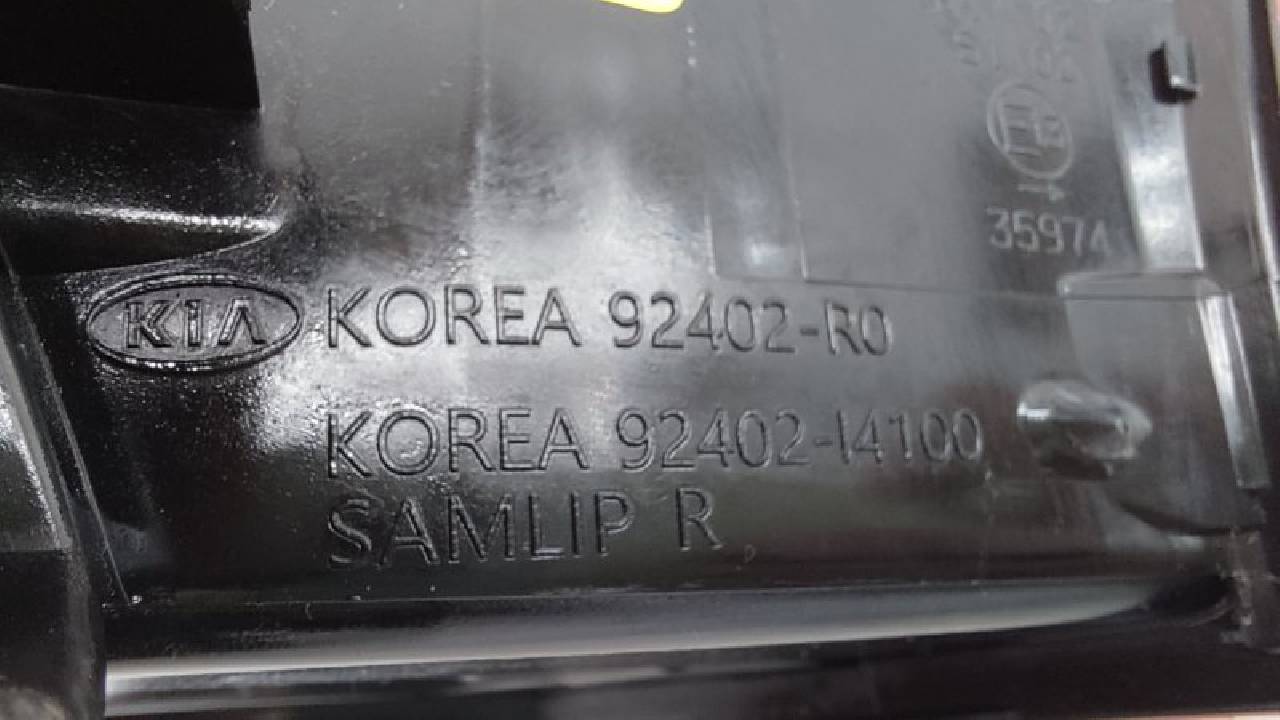 35974
KIA KOREA 92402-R0
KOREA 92402-I4100
SAMLIP R